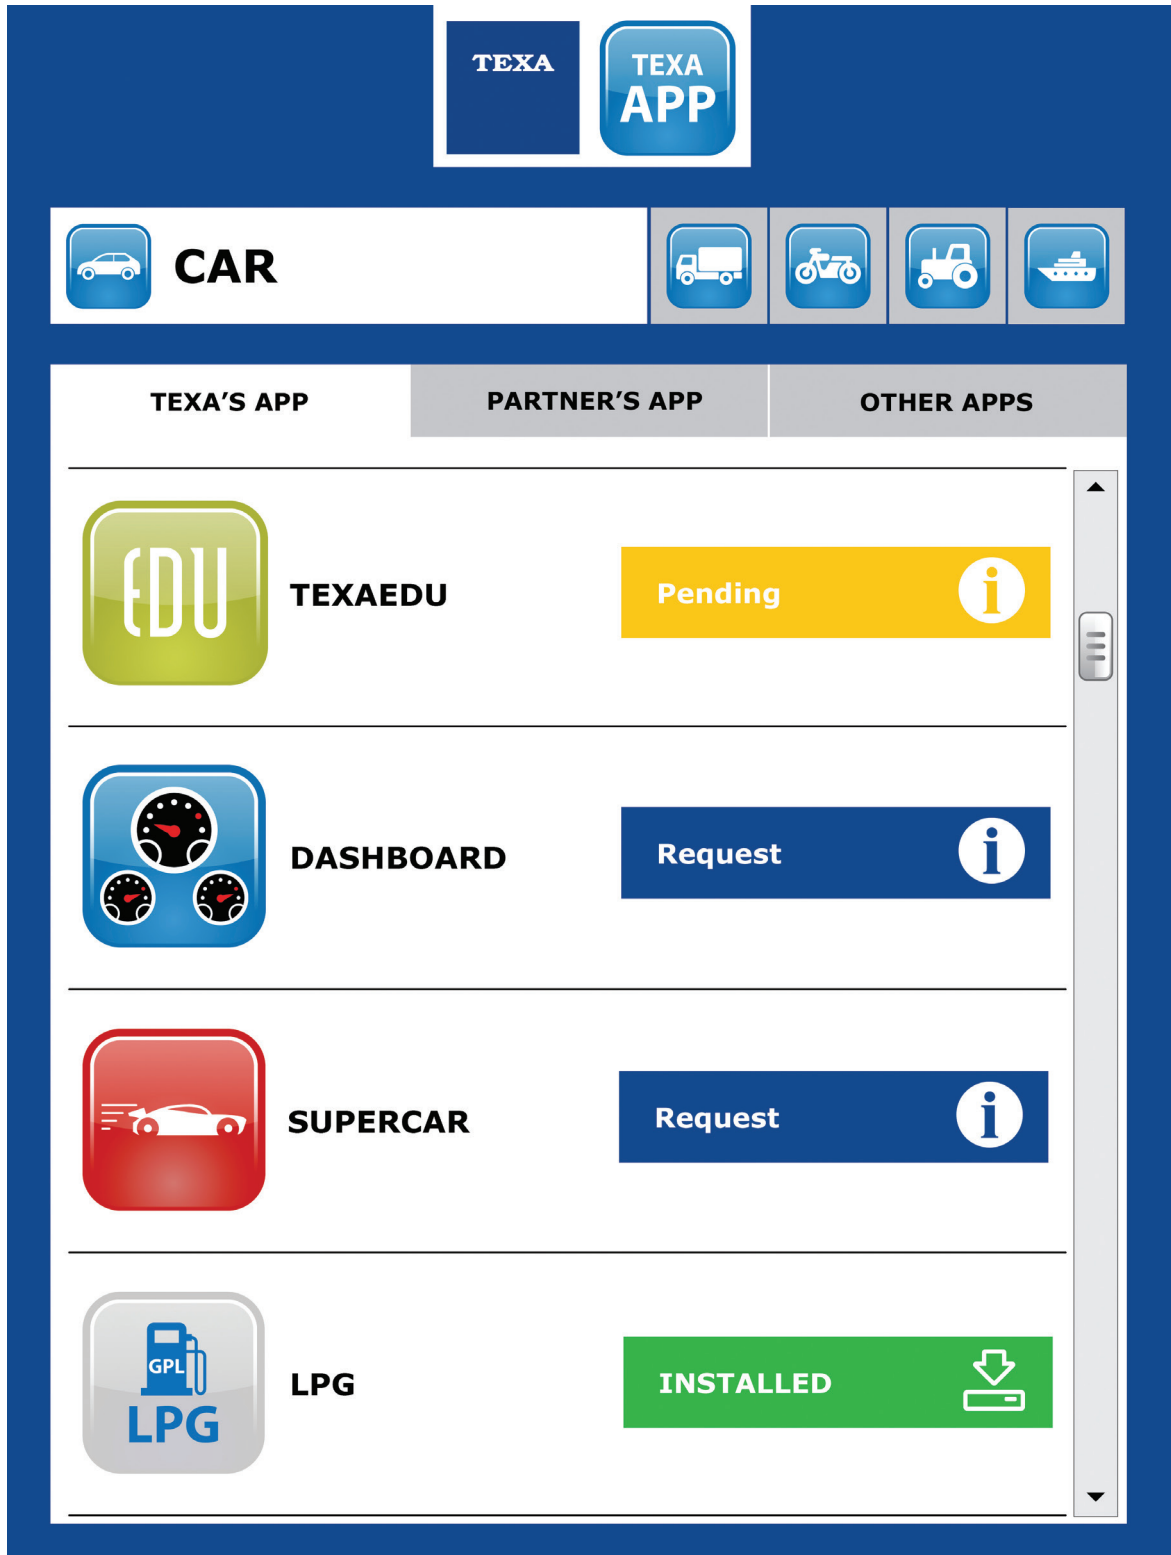 TEXA
TEXA
APP
CAR
TEXA'S APP
PARTNER'S APP
OTHER APPS
EDU
TEXAEDU
Pending
i
DASHBOARD
Request
i
SUPERCAR
Request
i
GPL
LPG
LPG
INSTALLED